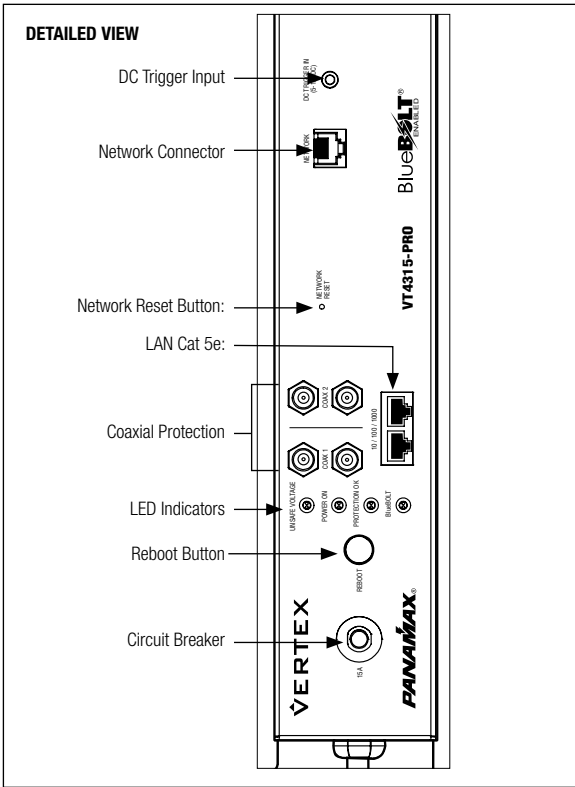 DETAILED VIEW
DC Trigger Input
DC TRIGGER IN
Network Connector
NETWORK
BlueBOLT®
ENABLED
VT4315-PRO
Network Reset Button:
NETWORK
RESET
LAN Cat 5e:
10 / 100 / 1000
Coaxial Protection
COAX 2
COAX 1
LED Indicators
UNSAFE VOLTAGE
POWER ON
PROTECTION OK
BlueBOLT
Reboot Button
REBOOT
Circuit Breaker
15A
VERTEX
PANAMAX®